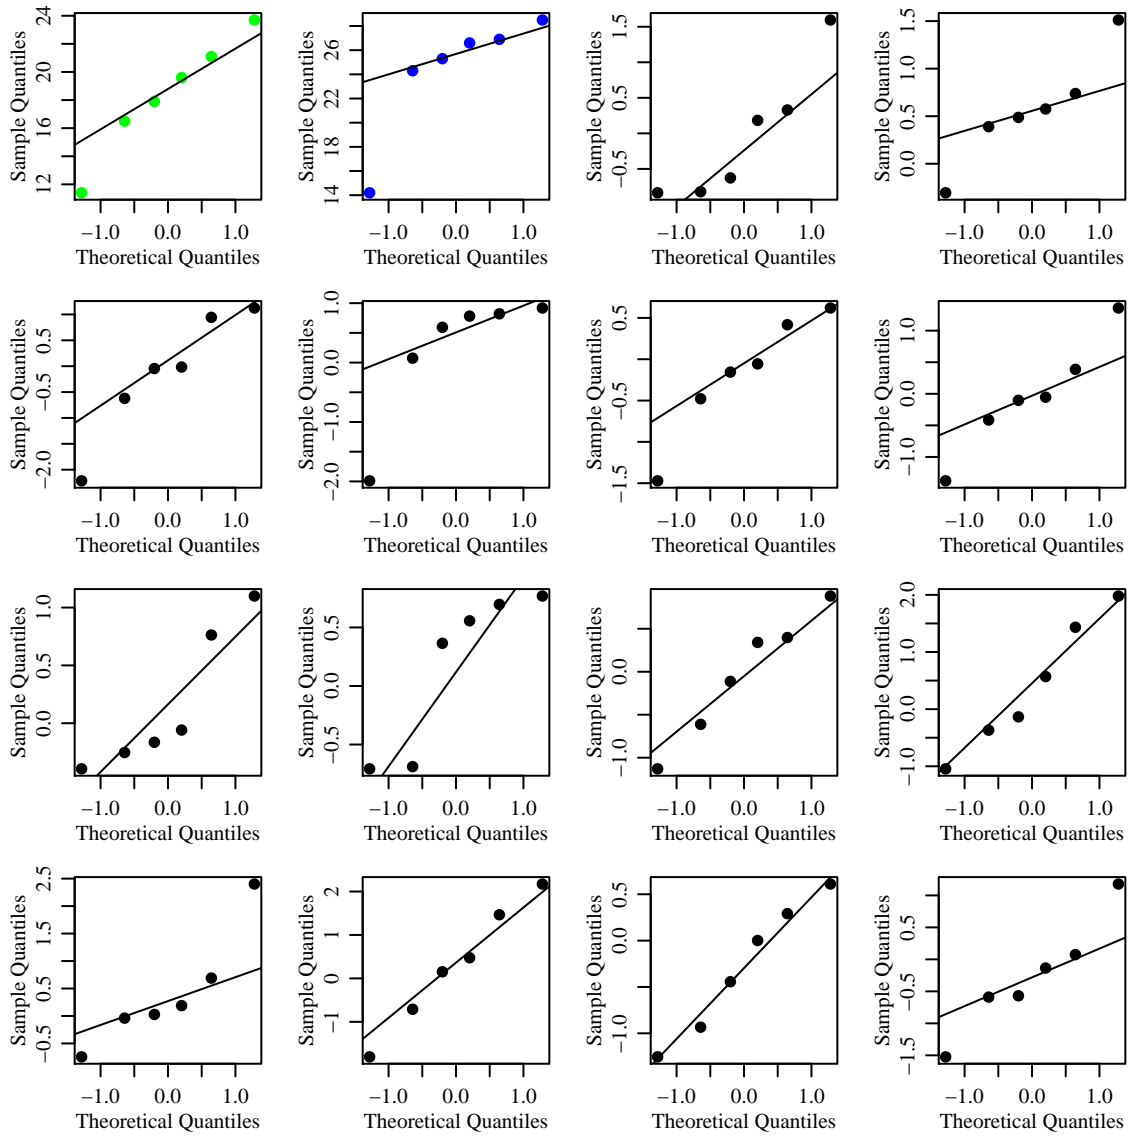 Sample Quantiles
12 16 20 24
−1.0 0.0 1.0
Theoretical Quantiles
Sample Quantiles
14 18 22 26
−1.0 0.0 1.0
Theoretical Quantiles
Sample Quantiles
−0.5 0.5 1.5
−1.0 0.0 1.0
Theoretical Quantiles
Sample Quantiles
0.0 0.5 1.0 1.5
−1.0 0.0 1.0
Theoretical Quantiles
Sample Quantiles
−2.0 −0.5 0.5
−1.0 0.0 1.0
Theoretical Quantiles
Sample Quantiles
−2.0 −1.0 0.0 1.0
−1.0 0.0 1.0
Theoretical Quantiles
Sample Quantiles
−1.5 −0.5 0.5
−1.0 0.0 1.0
Theoretical Quantiles
Sample Quantiles
−1.0 0.0 1.0
−1.0 0.0 1.0
Theoretical Quantiles
Sample Quantiles
0.0 0.5 1.0
−1.0 0.0 1.0
Theoretical Quantiles
Sample Quantiles
−0.5 0.5
−1.0 0.0 1.0
Theoretical Quantiles
Sample Quantiles
−1.0 0.0
−1.0 0.0 1.0
Theoretical Quantiles
Sample Quantiles
−1.0 0.0 1.0 2.0
−1.0 0.0 1.0
Theoretical Quantiles
Sample Quantiles
−0.5 0.5 1.5 2.5
−1.0 0.0 1.0
Theoretical Quantiles
Sample Quantiles
−1 0 1 2
−1.0 0.0 1.0
Theoretical Quantiles
Sample Quantiles
−1.0 0.0 0.5
−1.0 0.0 1.0
Theoretical Quantiles
Sample Quantiles
−1.5 −0.5 0.5
−1.0 0.0 1.0
Theoretical Quantiles